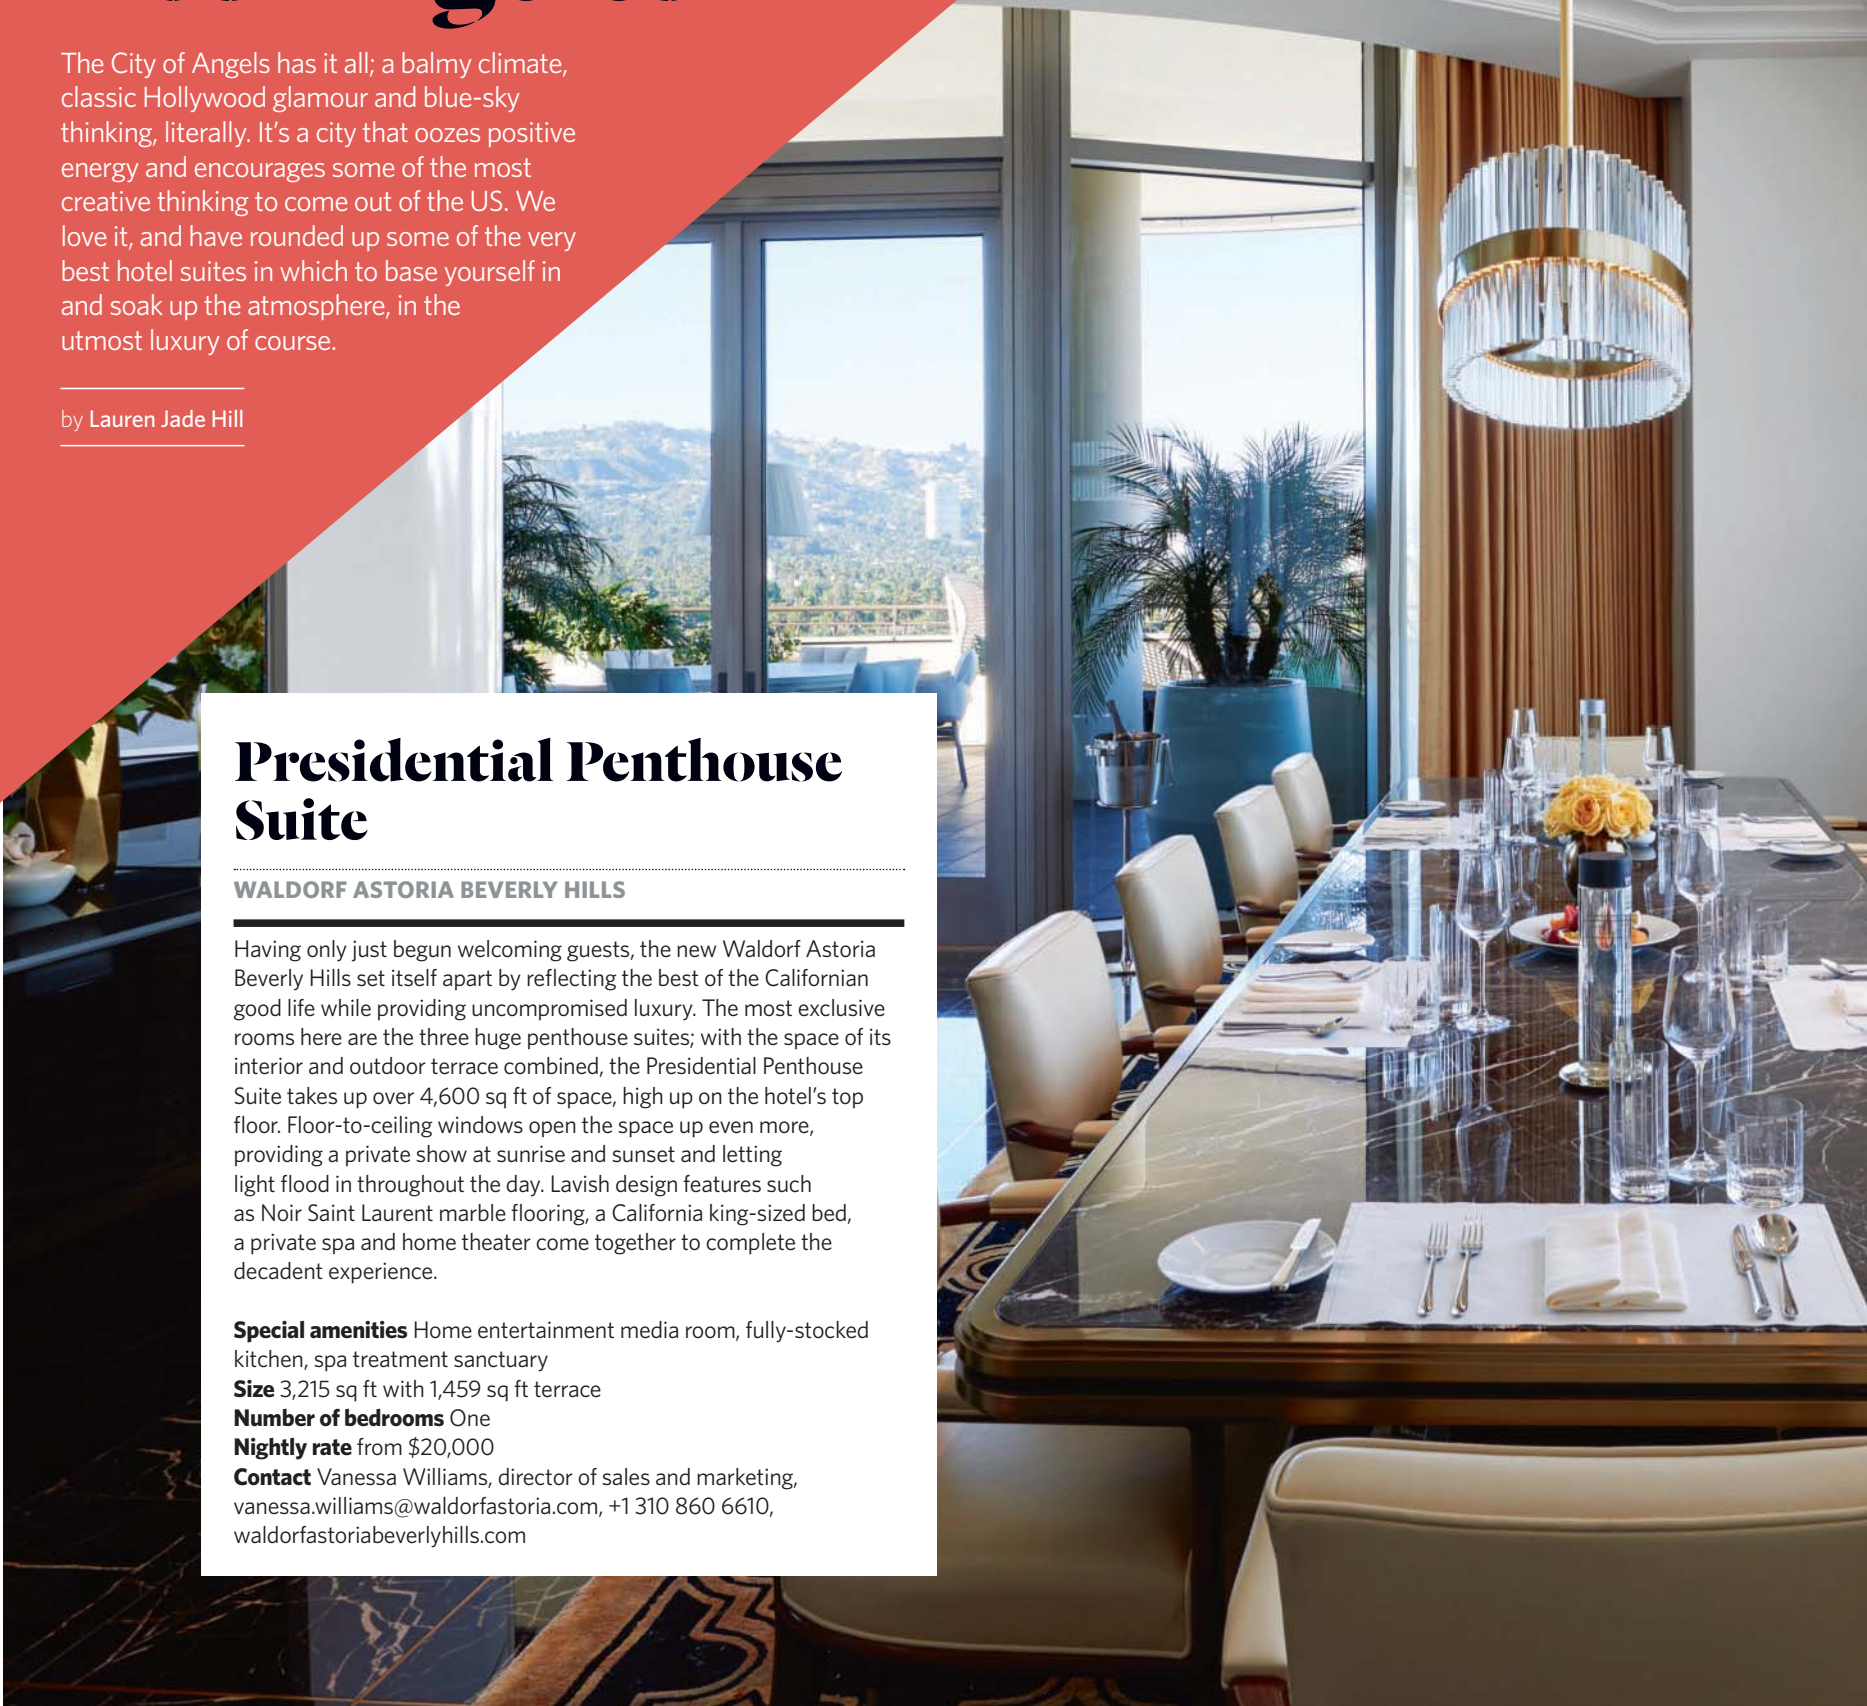 The City of Angels has it all; a balmy climate,
classic Hollywood glamour and blue-sky
thinking, literally. It's a city that oozes positive
energy and encourages some of the most
creative thinking to come out of the US. We
love it, and have rounded up some of the very
best hotel suites in which to base yourself in
and soak up the atmosphere, in the
utmost luxury of course.
by Lauren Jade Hill
Presidential Penthouse
Suite
WALDORF ASTORIA BEVERLY HILLS
Having only just begun welcoming guests, the new Waldorf Astoria
Beverly Hills set itself apart by reflecting the best of the Californian
good life while providing uncompromised luxury. The most exclusive
rooms here are the three huge penthouse suites; with the space of its
interior and outdoor terrace combined, the Presidential Penthouse
Suite takes up over 4,600 sq ft of space, high up on the hotel's top
floor. Floor-to-ceiling windows open the space up even more,
providing a private show at sunrise and sunset and letting
light flood in throughout the day. Lavish design features such
as Noir Saint Laurent marble flooring, a California king-sized bed,
a private spa and home theater come together to complete the
decadent experience.
Special amenities Home entertainment media room, fully-stocked
kitchen, spa treatment sanctuary
Size 3,215 sq ft with 1,459 sq ft terrace
Number of bedrooms One
Nightly rate from $20,000
Contact Vanessa Williams, director of sales and marketing,
vanessa.williams@waldorfastoria.com, +1 310 860 6610,
waldorfastoriabeverlyhills.com